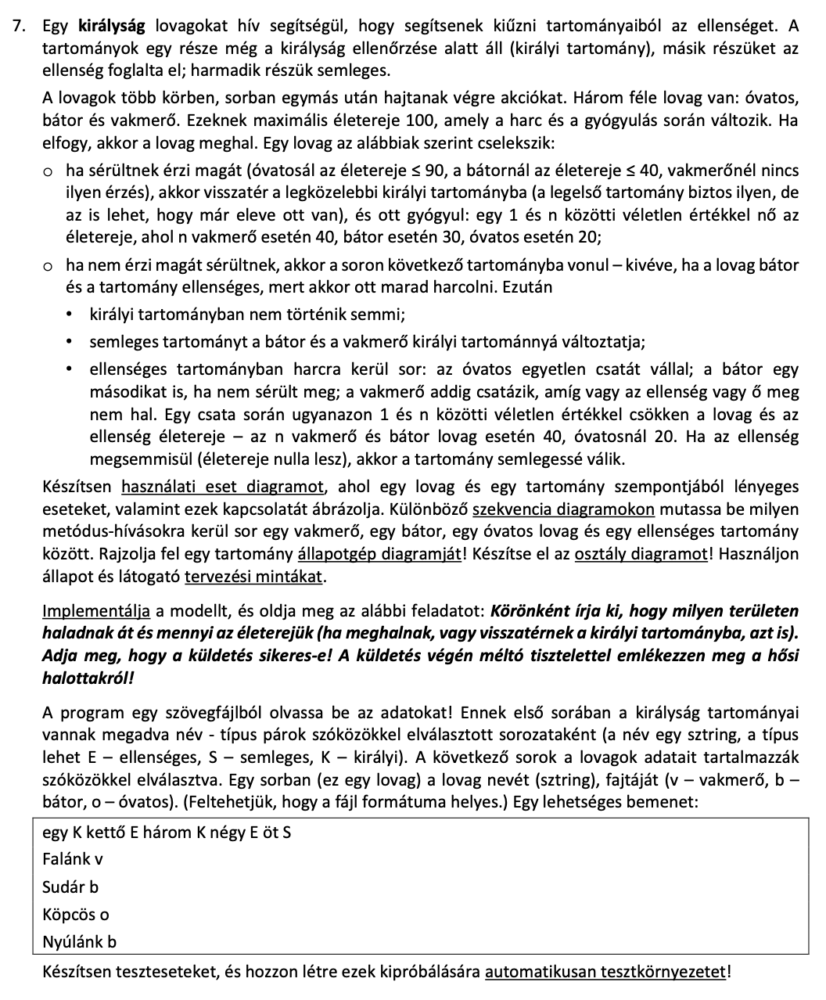 7. Egy királyság lovagokat hív segítségül, hogy segítsenek kiűzni tartományaiból az ellenséget. A
tartományok egy része még a királyság ellenőrzése alatt áll (királyi tartomány), másik részüket az
ellenség foglalta el; harmadik részük semleges.
A lovagok több körben, sorban egymás után hajtanak végre akciókat. Három féle lovag van: óvatos,
bátor és vakmerő. Ezeknek maximális életereje 100, amely a harc és a gyógyulás során változik. Ha
elfogy, akkor a lovag meghal. Egy lovag az alábbiak szerint cselekszik:
o ha sérültnek érzi magát (óvatosál az életereje ≤ 90, a bátornál az életereje ≤ 40, vakmerőnél nincs
ilyen érzés), akkor visszatér a legközelebbi királyi tartományba (a legelső tartomány biztos ilyen, de
az is lehet, hogy már eleve ott van), és ott gyógyul: egy 1 és n közötti véletlen értékkel nő az
életereje, ahol n vakmerő esetén 40, bátor esetén 30, óvatos esetén 20;
o ha nem érzi magát sérültnek, akkor a soron következő tartományba vonul – kivéve, ha a lovag bátor
és a tartomány ellenséges, mert akkor ott marad harcolni. Ezután
• királyi tartományban nem történik semmi;
• semleges tartományt a bátor és a vakmerő királyi tartománnyá változtatja;
• ellenséges tartományban harcra kerül sor: az óvatos egyetlen csatát vállal; a bátor egy
másodikat is, ha nem sérült meg; a vakmerő addig csatázik, amíg vagy az ellenség vagy ő meg
nem hal. Egy csata során ugyanazon 1 és n közötti véletlen értékkel csökken a lovag és az
ellenség életereje – az n vakmerő és bátor lovag esetén 40, óvatosnál 20. Ha az ellenség
megsemmisül (életereje nulla lesz), akkor a tartomány semlegessé válik.
Készítsen használati eset diagramot, ahol egy lovag és egy tartomány szempontjából lényeges
eseteket, valamint ezek kapcsolatát ábrázolja. Különböző szekvencia diagramokon mutassa be milyen
metódus-hívásokra kerül sor egy vakmerő, egy bátor, egy óvatos lovag és egy ellenséges tartomány
között. Rajzolja fel egy tartomány állapotgép diagramját! Készítse el az osztály diagramot! Használjon
állapot és látogató tervezési mintákat.
Implementálja a modellt, és oldja meg az alábbi feladatot: Körönként írja ki, hogy milyen területen
haladnak át és mennyi az életerejük (ha meghalnak, vagy visszatérnek a királyi tartományba, azt is).
Adja meg, hogy a küldetés sikeres-e! A küldetés végén méltó tisztelettel emlékezzen meg a hősi
halottakról!
A program egy szövegfájlból olvassa be az adatokat! Ennek első sorában a királyság tartományai
vannak megadva név - típus párok szóközökkel elválasztott sorozataként (a név egy sztring, a típus
lehet E – ellenséges, S – semleges, K – királyi). A következő sorok a lovagok adatait tartalmazzák
szóközökkel elválasztva. Egy sorban (ez egy lovag) a lovag nevét (sztring), fajtáját (v – vakmerő, b –
bátor, o – óvatos). (Feltehetjük, hogy a fájl formátuma helyes.) Egy lehetséges bemenet:
egy K kettő E három K négy E öt S
Falánk v
Sudár b
Köpcös o
Nyúlánk b
Készítsen teszteseteket, és hozzon létre ezek kipróbálására automatikusan tesztkörnyezetet!